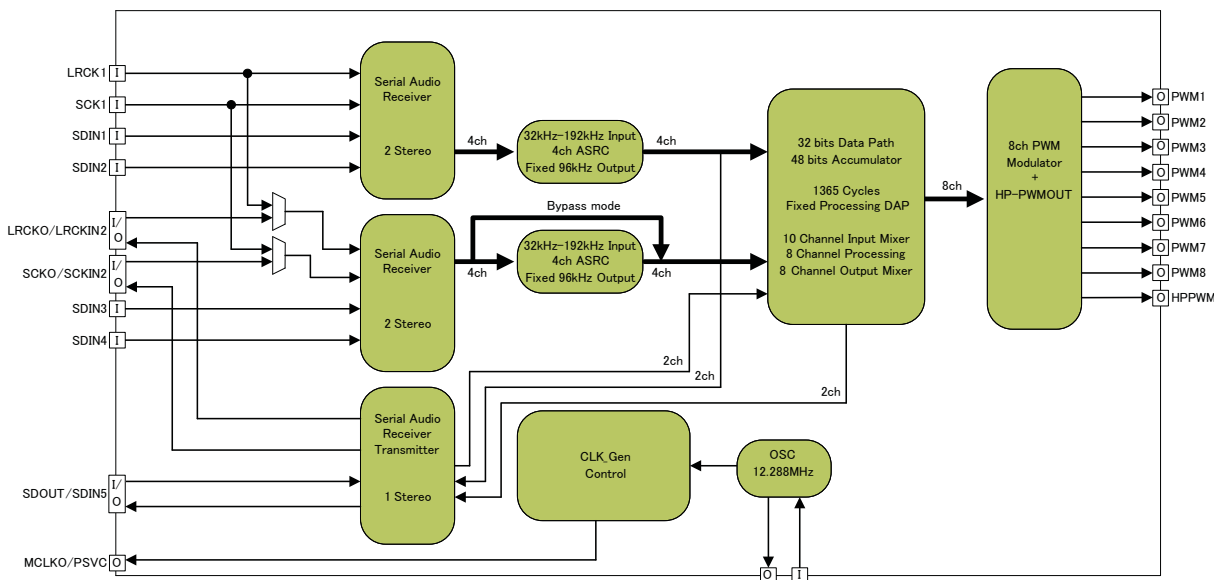 LRCK1
I
SCK1
I
SDIN1
I
SDIN2
I
LRCKO/LRCKIN2
I/
O
SCKO/SCKIN2
I/
O
SDIN3
I
SDIN4
I
SDOUT/SDIN5
I/
O
MCLKO/PSVC
O
Serial Audio
Receiver
2 Stereo
4ch
32kHz-192kHz Input
4ch ASRC
Fixed 96kHz Output
4ch
Serial Audio
Receiver
2 Stereo
Bypass mode
4ch
32kHz-192kHz Input
4ch ASRC
Fixed 96kHz Output
4ch
32 bits Data Path
48 bits Accumulator
1365 Cycles
Fixed Processing DAP
10 Channel Input Mixer
8 Channel Processing
8 Channel Output Mixer
8ch
8ch PWM
Modulator
+
HP-PWMOUT
O PWM1
O PWM2
O PWM3
O PWM4
O PWM5
O PWM6
O PWM7
O PWM8
O HPPWM
2ch
2ch
2ch
Serial Audio
Receiver
Transmitter
1 Stereo
CLK_Gen
Control
OSC
12.288MHz
O
I